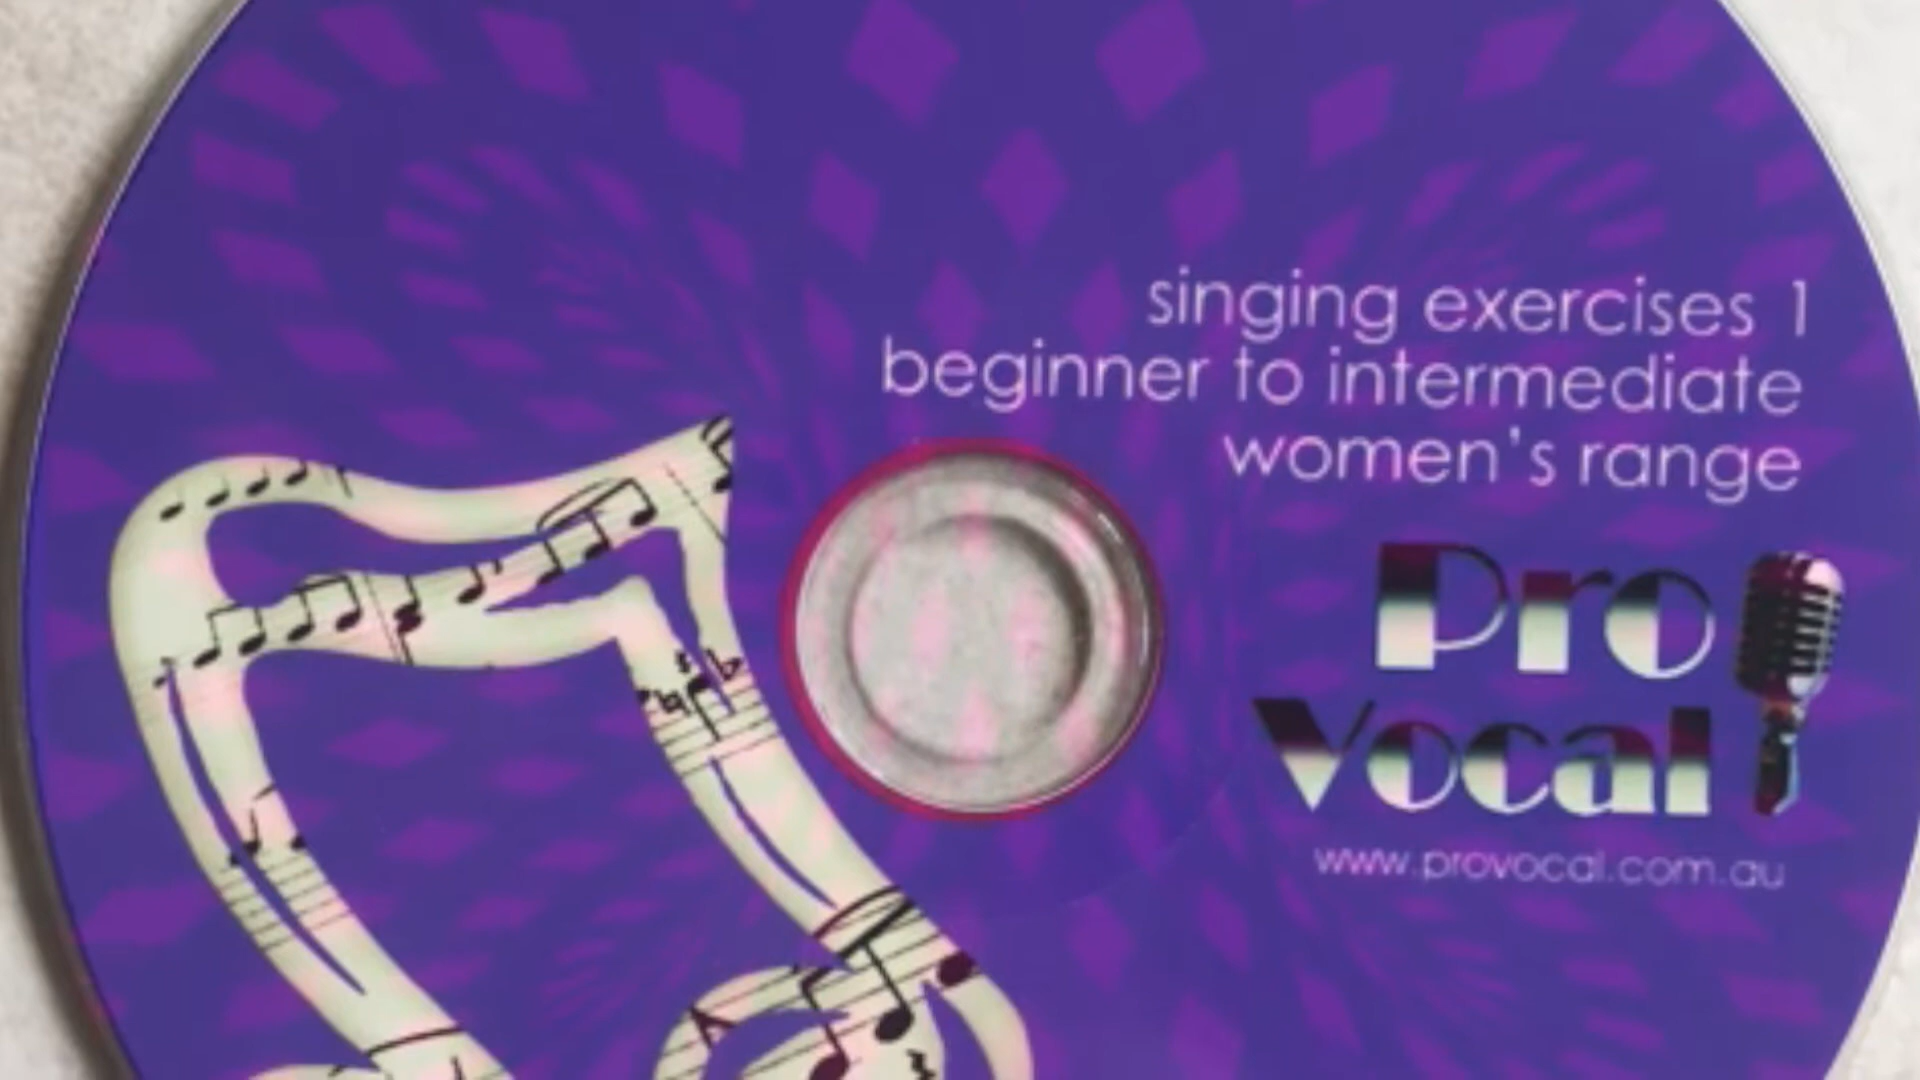 singing exercises 1
beginner to intermediate
women's range
Pro
Vocal
www.provocal.com.au